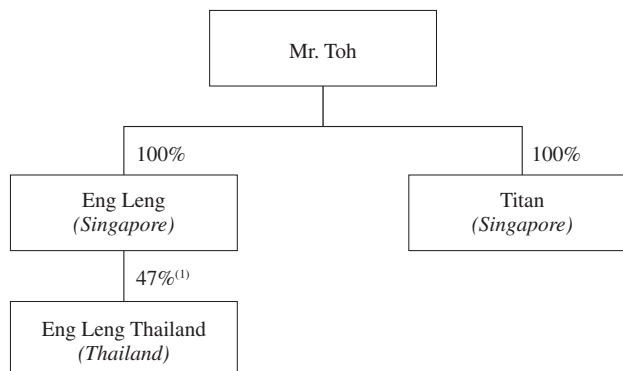 Mr. Toh
100%
100%
Eng Leng
(Singapore)
Titan
(Singapore)
47%(1)
Eng Leng Thailand
(Thailand)